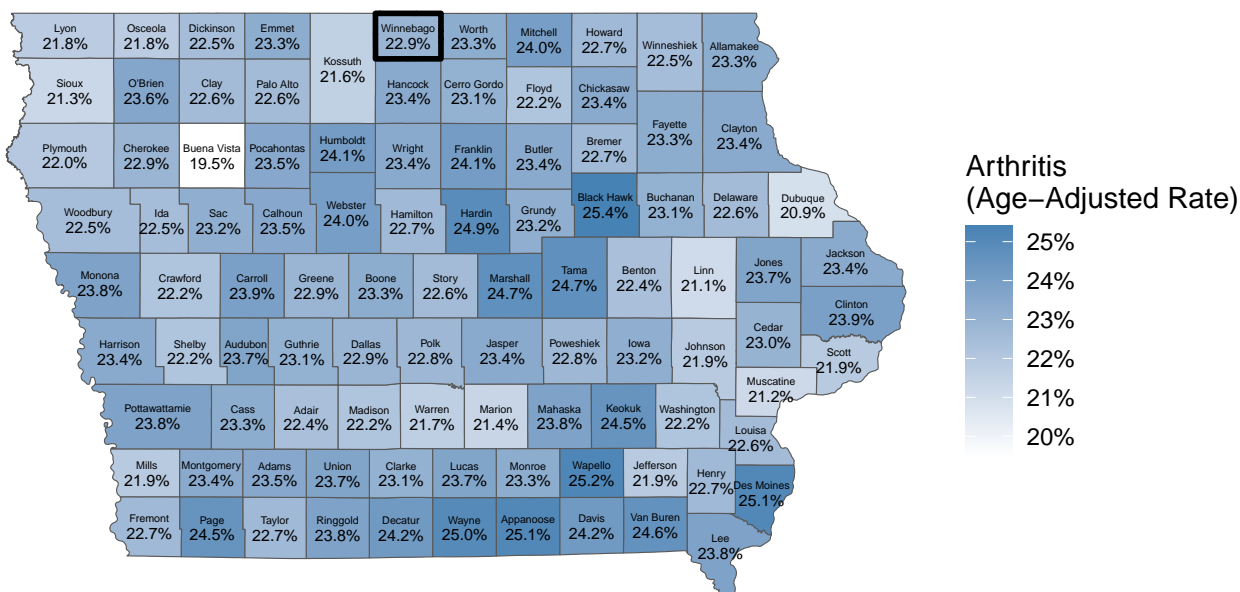 Lyon
21.8%
Osceola
21.8%
Dickinson
22.5%
Emmet
23.3%
Winnebago
22.9%
Worth
23.3%
Mitchell
24.0%
Howard
22.7%
Winneshiek
22.5%
Allamakee
23.3%
Kossuth
21.6%
Sioux
21.3%
O'Brien
23.6%
Clay
22.6%
Palo Alto
22.6%
Hancock
23.4%
Cerro Gordo
23.1%
Floyd
22.2%
Chickasaw
23.4%
Fayette
23.3%
Clayton
23.4%
Plymouth
22.0%
Cherokee
22.9%
Buena Vista
19.5%
Pocahontas
23.5%
Humboldt
24.1%
Wright
23.4%
Franklin
24.1%
Butler
23.4%
Bremer
22.7%
Woodbury
22.5%
Ida
22.5%
Sac
23.2%
Calhoun
23.5%
Webster
24.0%
Hamilton
22.7%
Hardin
24.9%
Grundy
23.2%
Black Hawk
25.4%
Buchanan
23.1%
Delaware
22.6%
Dubuque
20.9%
Monona
23.8%
Crawford
22.2%
Carroll
23.9%
Greene
22.9%
Boone
23.3%
Story
22.6%
Marshall
24.7%
Tama
24.7%
Benton
22.4%
Linn
21.1%
Jones
23.7%
Jackson
23.4%
Clinton
23.9%
Harrison
23.4%
Shelby
22.2%
Audubon
23.7%
Guthrie
23.1%
Dallas
22.9%
Polk
22.8%
Jasper
23.4%
Poweshiek
22.8%
Iowa
23.2%
Johnson
21.9%
Cedar
23.0%
Scott
21.9%
Muscatine
21.2%
Pottawattamie
23.8%
Cass
23.3%
Adair
22.4%
Madison
22.2%
Warren
21.7%
Marion
21.4%
Mahaska
23.8%
Keokuk
24.5%
Washington
22.2%
Louisa
22.6%
Mills
21.9%
Montgomery
23.4%
Adams
23.5%
Union
23.7%
Clarke
23.1%
Lucas
23.7%
Monroe
23.3%
Wapello
25.2%
Jefferson
21.9%
Henry
22.7%
Des Moines
25.1%
Fremont
22.7%
Page
24.5%
Taylor
22.7%
Ringgold
23.8%
Decatur
24.2%
Wayne
25.0%
Appanoose
25.1%
Davis
24.2%
Van Buren
24.6%
Lee
23.8%
Arthritis
(Age−Adjusted Rate)
25%
24%
23%
22%
21%
20%